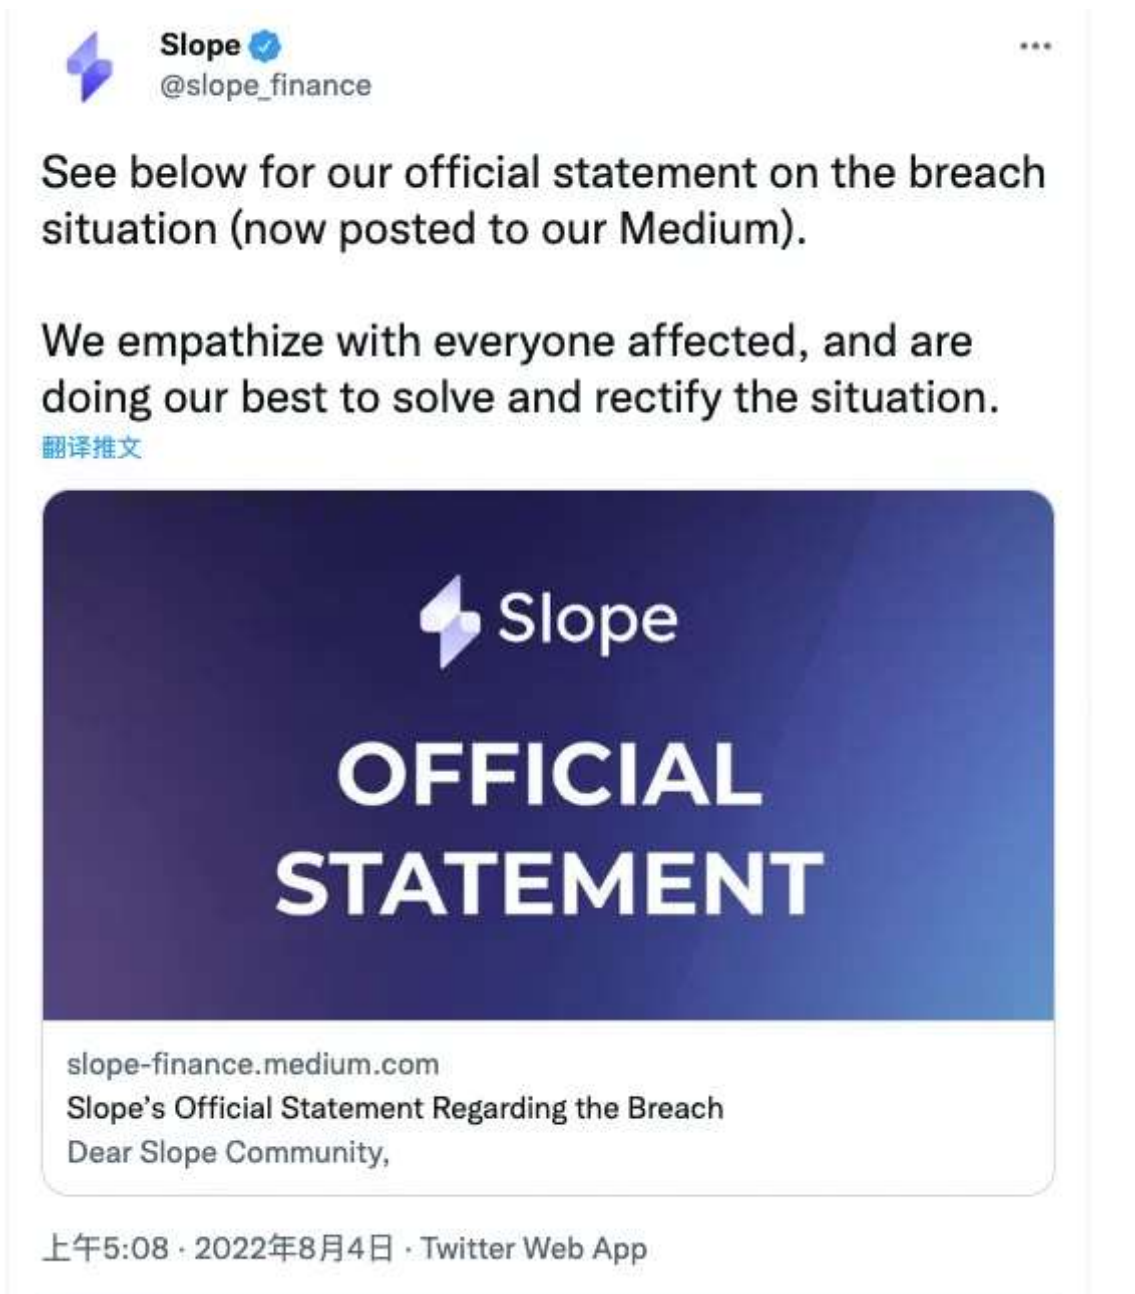 Slope
@slope_finance
See below for our official statement on the breach
situation (now posted to our Medium).
We empathize with everyone affected, and are
doing our best to solve and rectify the situation.
翻译推文
Slope
OFFICIAL
STATEMENT
slope-finance.medium.com
Slope’s Official Statement Regarding the Breach
Dear Slope Community,
上午5:08 · 2022年8月4日 · Twitter Web App